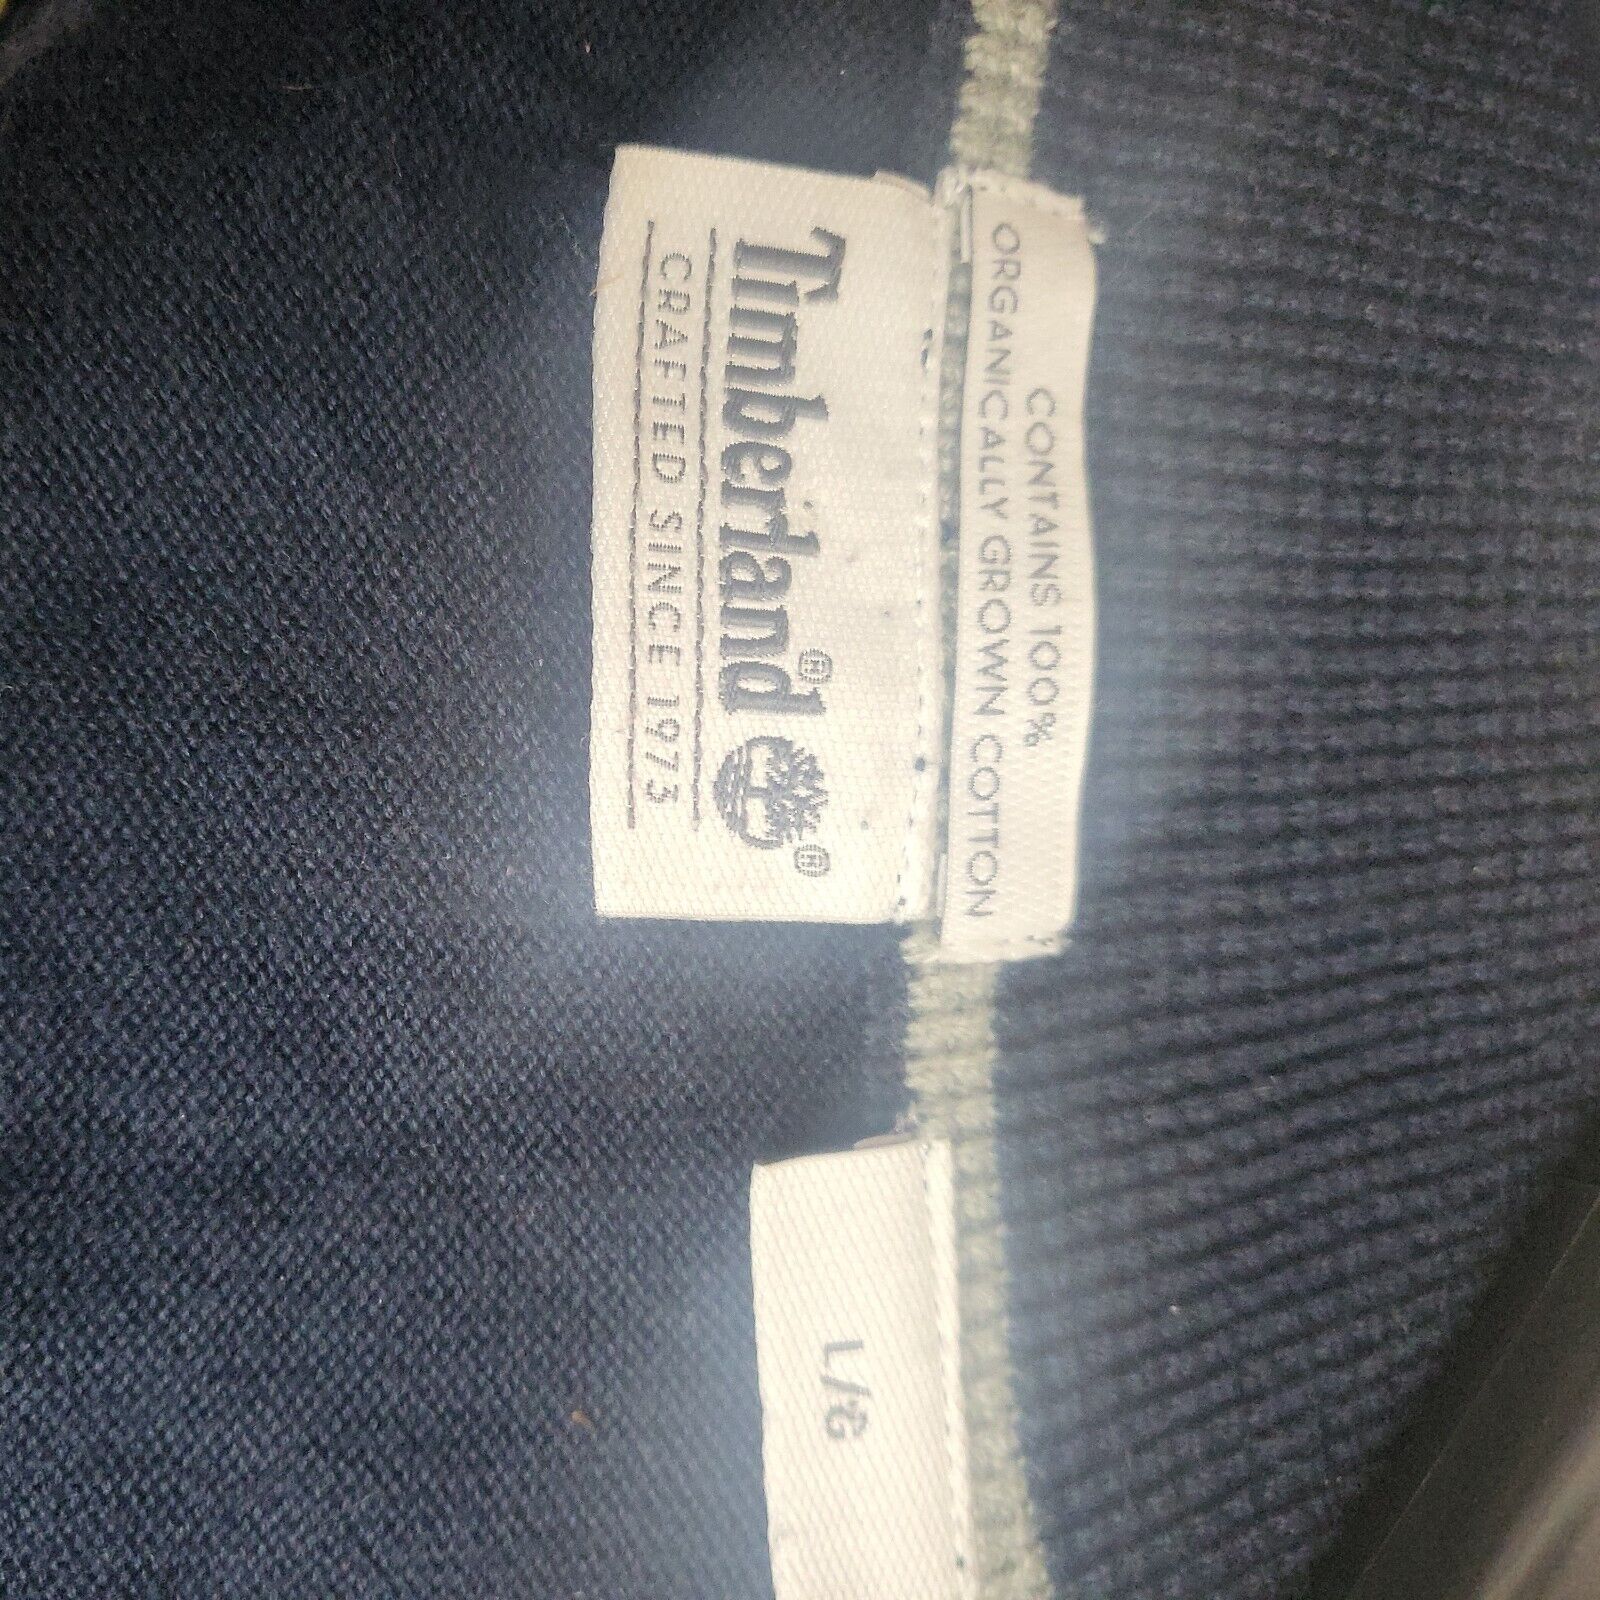 CONTAINS 100%
ORGANICALLY GROWN COTTON
Timberland®
®
CRAFTED SINCE 1973
L/G